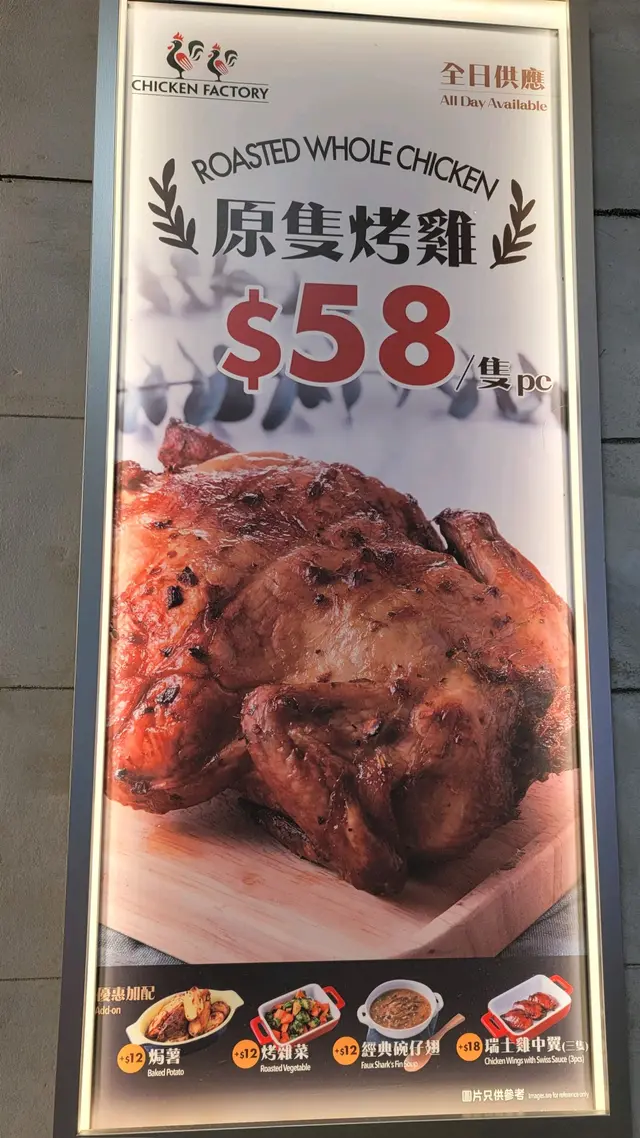 CHICKEN FACTORY
全日供應
All Day Available
ROASTED WHOLE CHICKEN
原隻烤雞
$58/隻 pc
優惠加配
Add-on
+$12 焗薯
Baked Potato
+$12 烤雜菜
Roasted Vegetable
+$12 經典碗仔翅
Faux Shark's Fin Soup
+$18 瑞士雞中翼(三隻)
Chicken Wings with Swiss Sauce (3pcs)
圖片只供參考 Images are for reference only